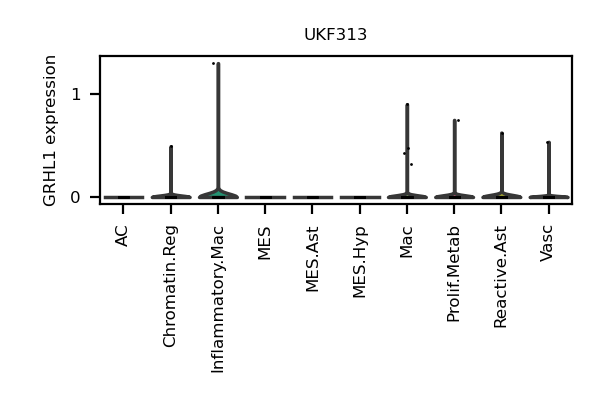 UKF313
GRHL1 expression
1
0
AC
Chromatin.Reg
Inflammatory.Mac
MES
MES.Ast
MES.Hyp
Mac
Prolif.Metab
Reactive.Ast
Vasc